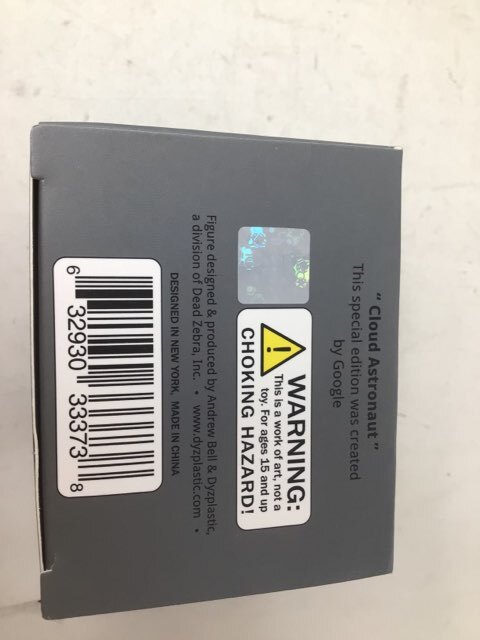 “ Cloud Astronaut ”
This special edition was created
by Google
WARNING:
This is a work of art, not a
toy. For ages 15 and up
CHOKING HAZARD!
Figure designed & produced by Andrew Bell & Dyzplastic,
a division of Dead Zebra, Inc. • www.dyzplastic.com •
DESIGNED IN NEW YORK, MADE IN CHINA
6 32930 33373 8